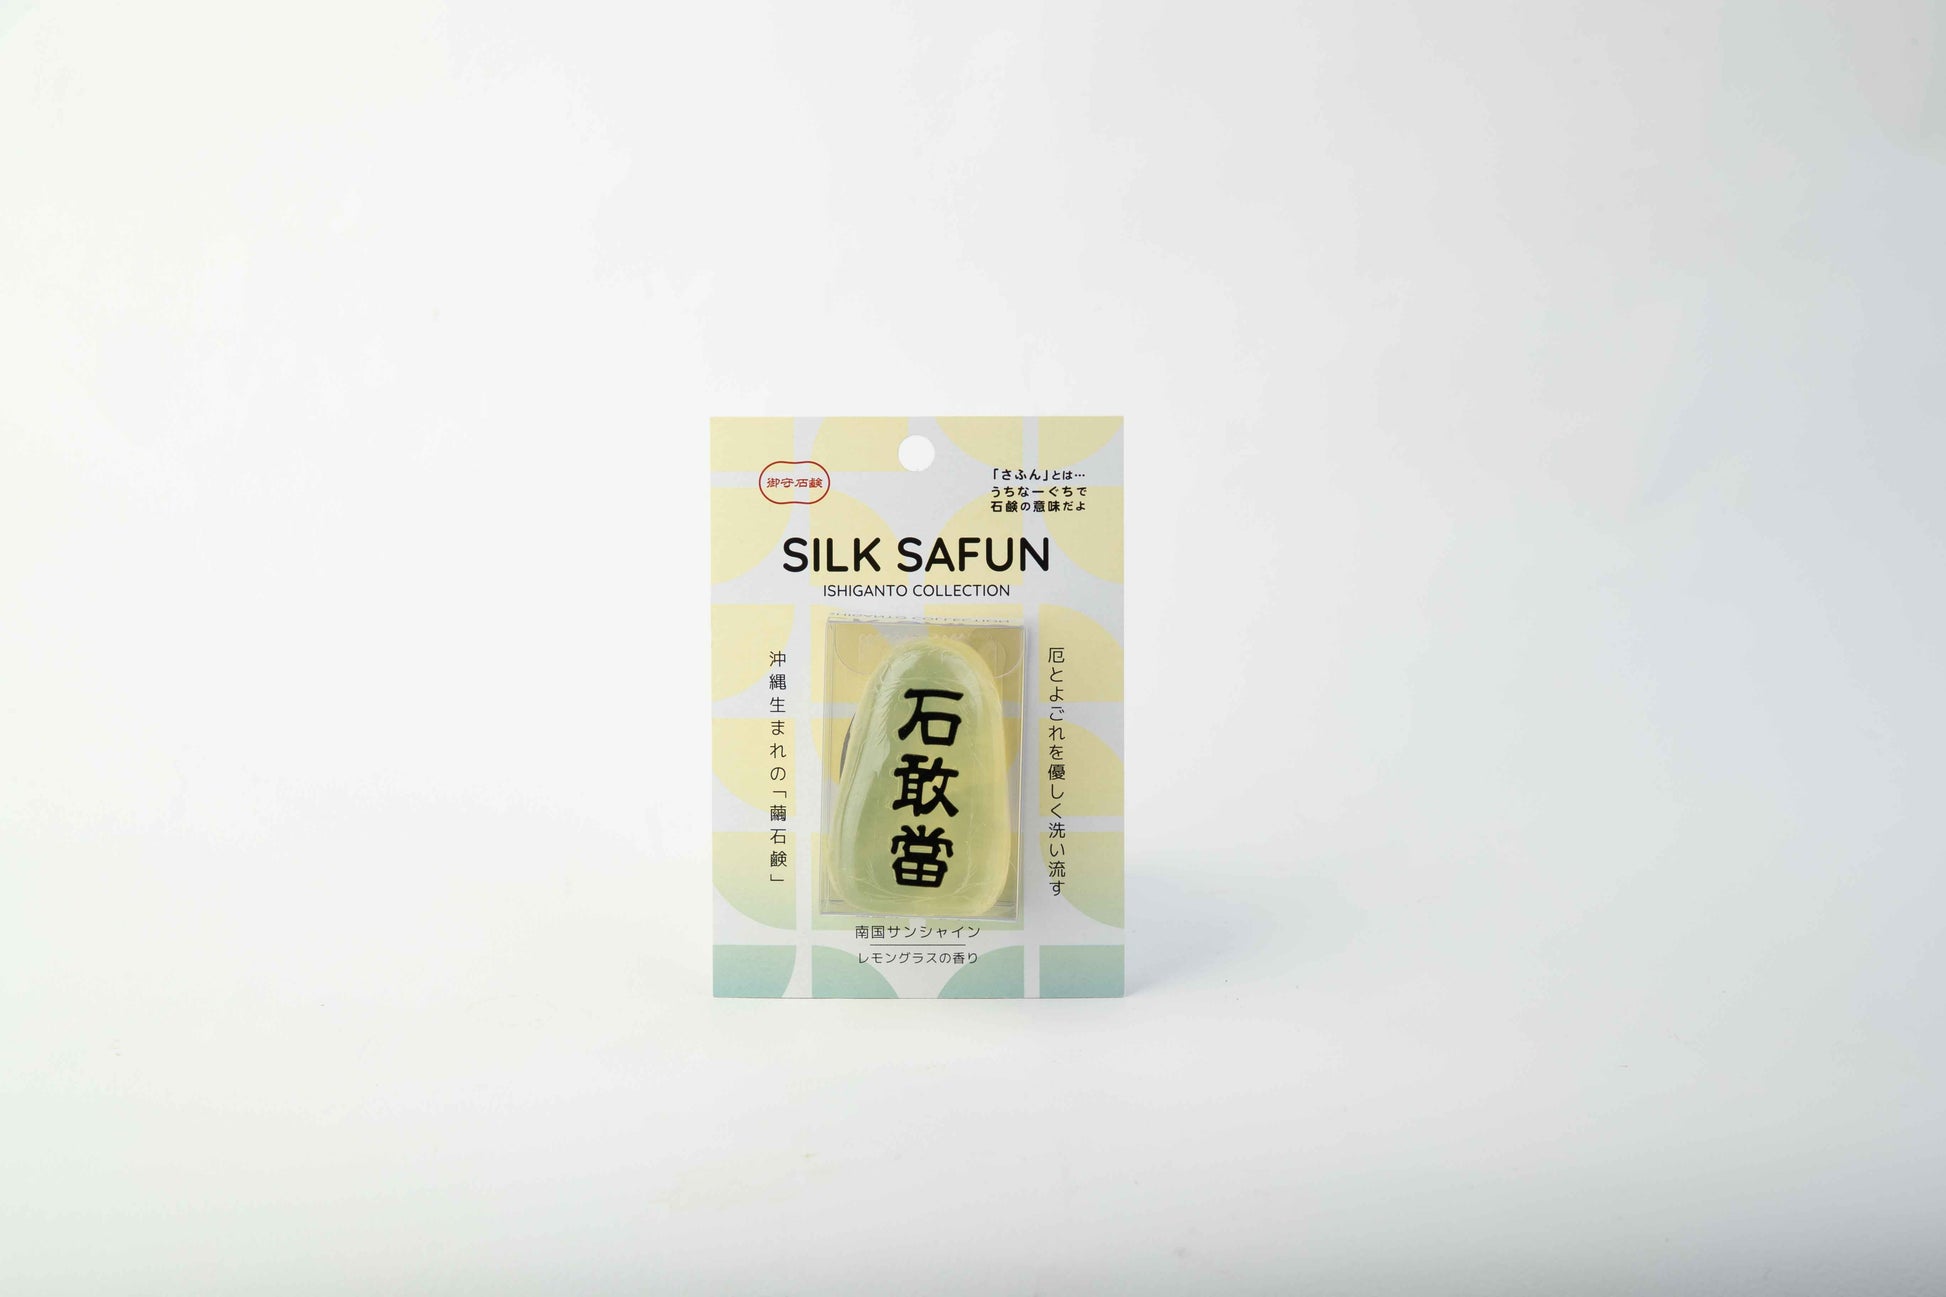 御守石鹸
「さふん」とは…
うちなーぐちで
石鹸の意味だよ
SILK SAFUN
ISHIGANTO COLLECTION
厄とよごれを優しく洗い流す
石敢當
沖縄生まれの「繭石鹸」
南国サンシャイン
レモングラスの香り